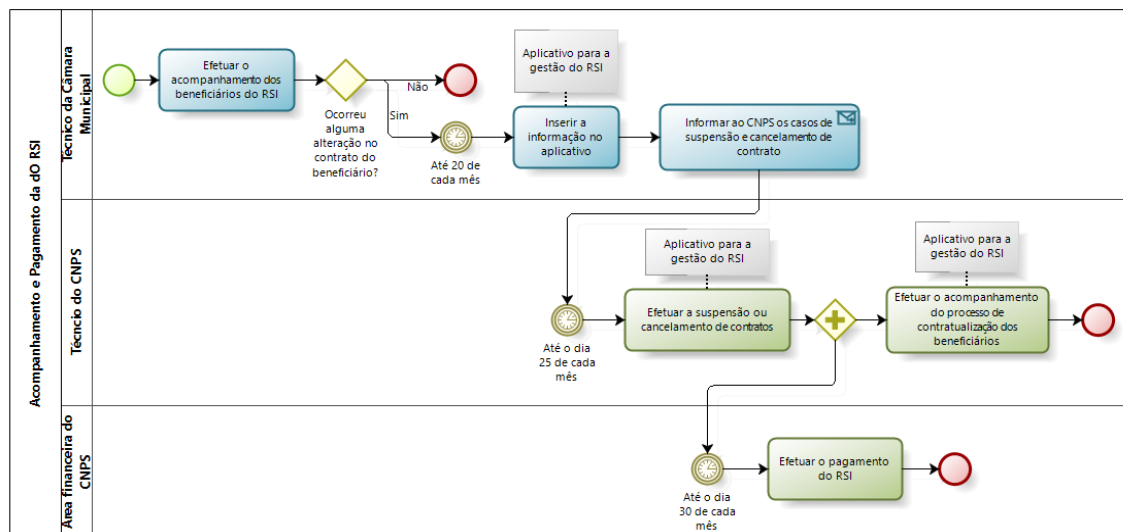 Acompanhamento e Pagamento da dO RSI
Técnico da Câmara
Municipal
Efetuar o
acompanhamento dos
beneficiários do RSI
Ocorreu
alguma
alteração no
contrato do
beneficiário?
Não
Sim
Até 20 de
cada mês
Aplicativo para a
gestão do RSI
Inserir a
informação no
aplicativo
Informar ao CNPS os casos de
suspensão e cancelamento de
contrato
Técncio do CNPS
Até o dia
25 de cada
mês
Aplicativo para a
gestão do RSI
Efetuar a suspensão ou
cancelamento de contratos
Aplicativo para a
gestão do RSI
Efetuar o acompanhamento
do processo de
contratualização dos
beneficiários
Área financeira do
CNPS
Até o dia
30 de cada
mês
Efetuar o pagamento
do RSI